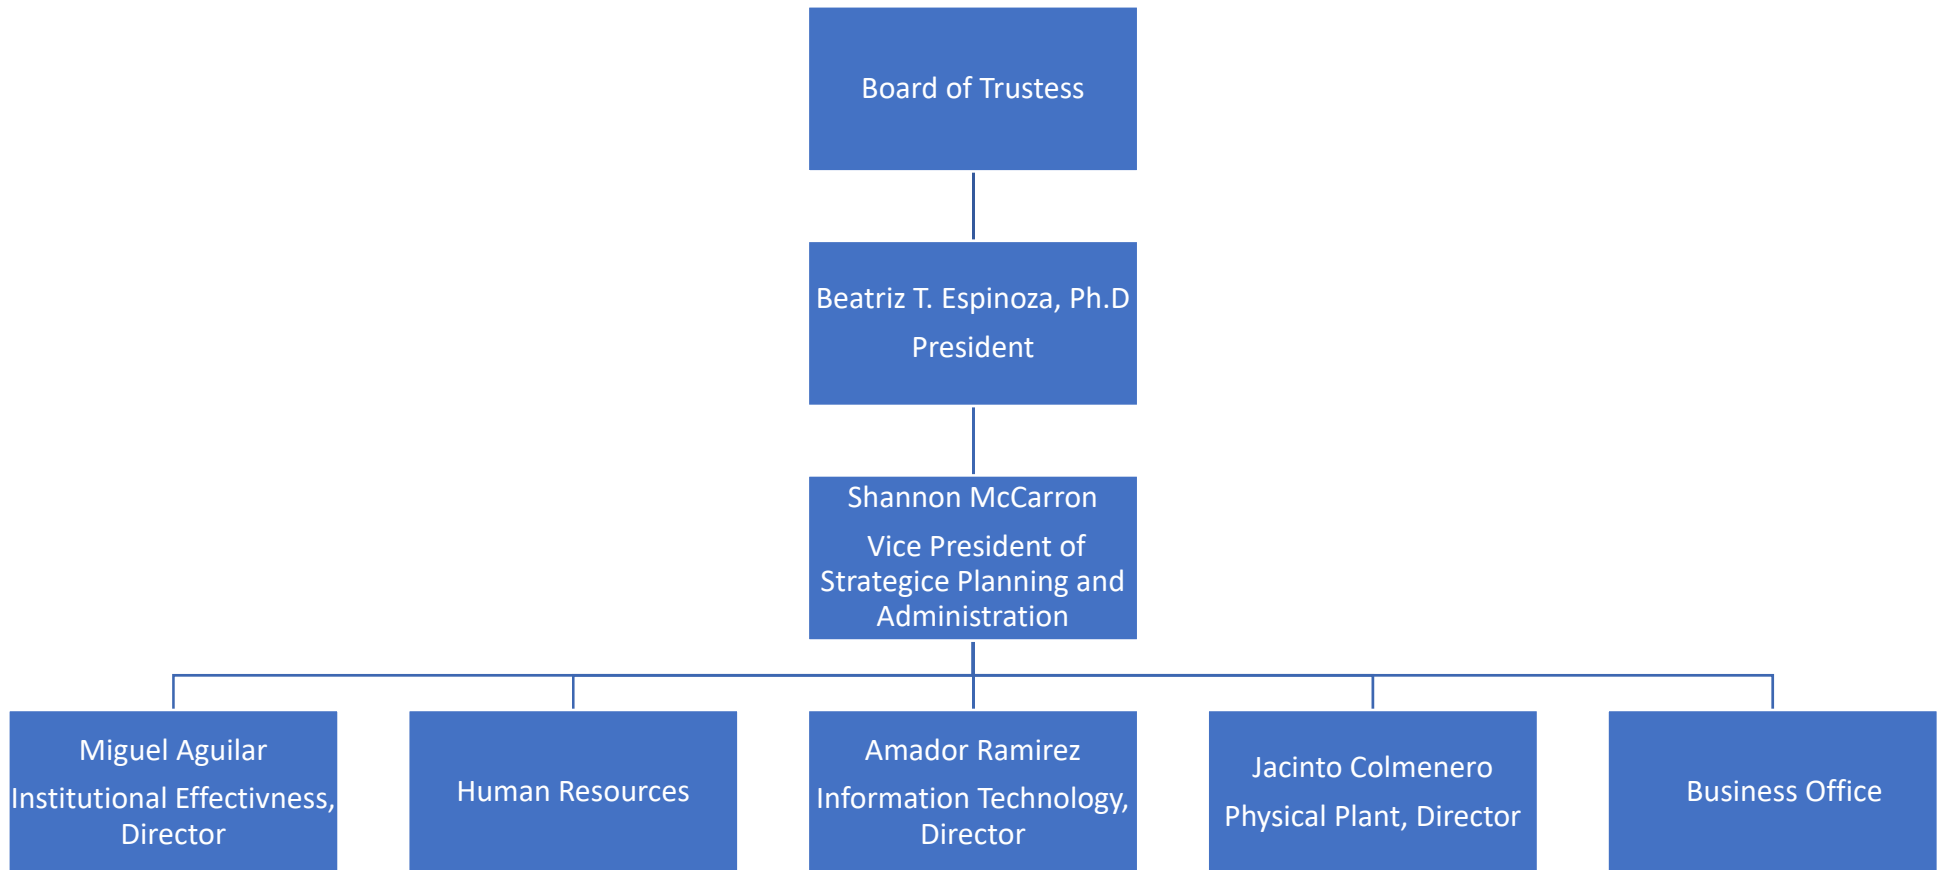 Board of Trustess
Beatriz T. Espinoza, Ph.D
President
Shannon McCarron
Vice President of
Strategice Planning and
Administration
Miguel Aguilar
Institutional Effectivness,
Director
Human Resources
Amador Ramirez
Information Technology,
Director
Jacinto Colmenero
Physical Plant, Director
Business Office